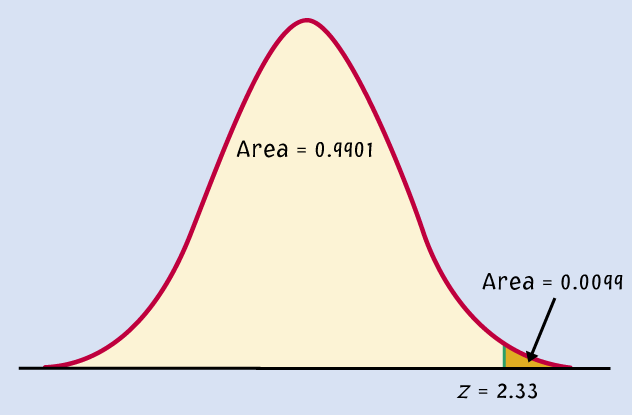 Area = 0.9901
Area = 0.0099
z = 2.33